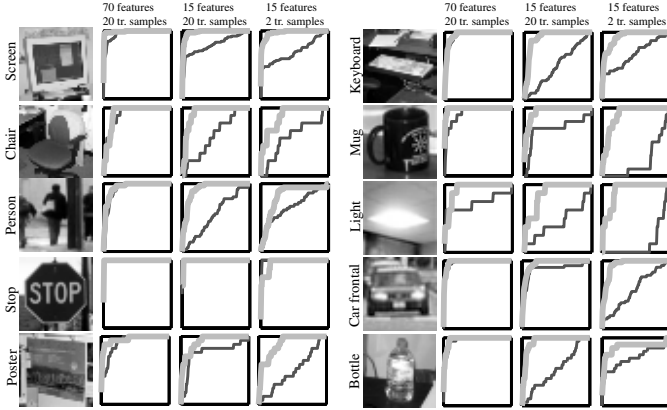 70 features 15 features 15 features
20 tr. samples 20 tr. samples 2 tr. samples
70 features 15 features 15 features
20 tr. samples 20 tr. samples 2 tr. samples
Screen
Chair
Person
Stop
STOP
Poster
Keyboard
Mug
Light
Car frontal
Bottle